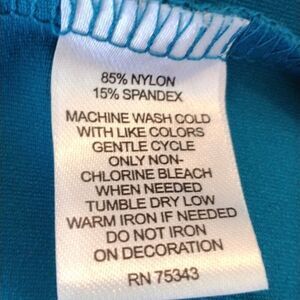 85% NYLON
15% SPANDEX
MACHINE WASH COLD
WITH LIKE COLORS
GENTLE CYCLE
ONLY NON-
CHLORINE BLEACH
WHEN NEEDED
TUMBLE DRY LOW
WARM IRON IF NEEDED
DO NOT IRON
ON DECORATION
RN 75343